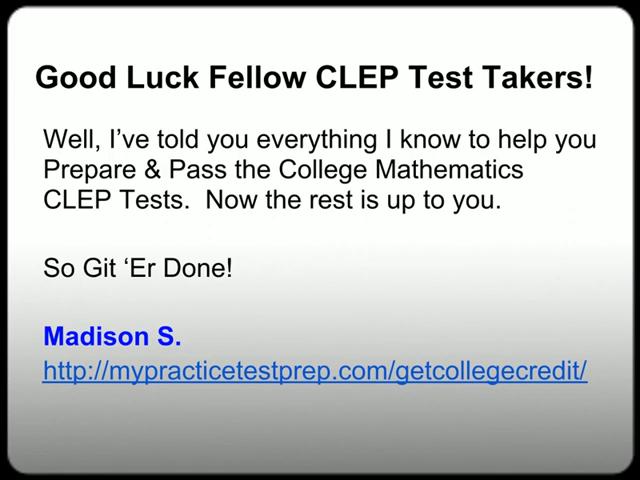 Good Luck Fellow CLEP Test Takers!
Well, I’ve told you everything I know to help you
Prepare & Pass the College Mathematics
CLEP Tests.  Now the rest is up to you.
So Git ‘Er Done!
Madison S.
http://mypracticetestprep.com/getcollegecredit/